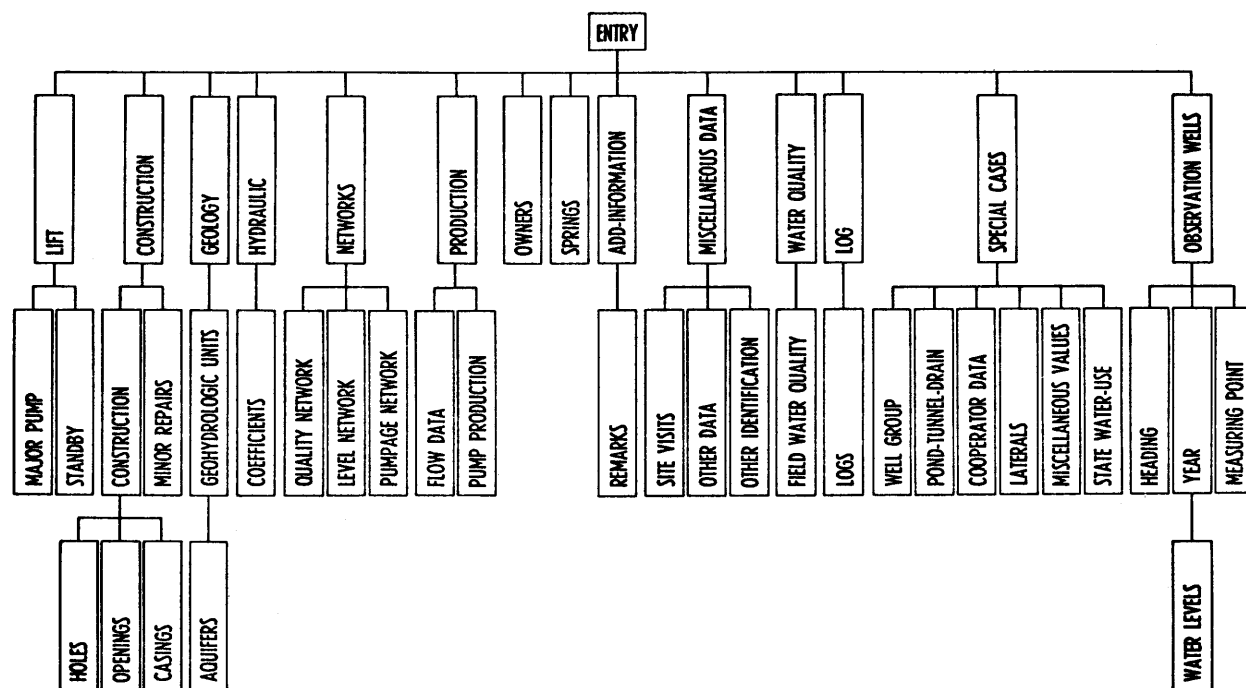 ENTRY
LIFT
CONSTRUCTION
GEOLOGY
HYDRAULIC
NETWORKS
PRODUCTION
OWNERS
SPRINGS
ADD-INFORMATION
MISCELLANEOUS DATA
WATER QUALITY
LOG
SPECIAL CASES
OBSERVATION WELLS
MAJOR PUMP
STANDBY
CONSTRUCTION
MINOR REPAIRS
GEOHYDROLOGIC UNITS
COEFFICIENTS
QUALITY NETWORK
LEVEL NETWORK
PUMPAGE NETWORK
FLOW DATA
PUMP PRODUCTION
REMARKS
SITE VISITS
OTHER DATA
OTHER IDENTIFICATION
FIELD WATER QUALITY
LOGS
WELL GROUP
POND-TUNNEL-DRAIN
COOPERATOR DATA
LATERALS
MISCELLANEOUS VALUES
STATE WATER-USE
HEADING
YEAR
MEASURING POINT
HOLES
OPENINGS
CASINGS
AQUIFERS
WATER LEVELS